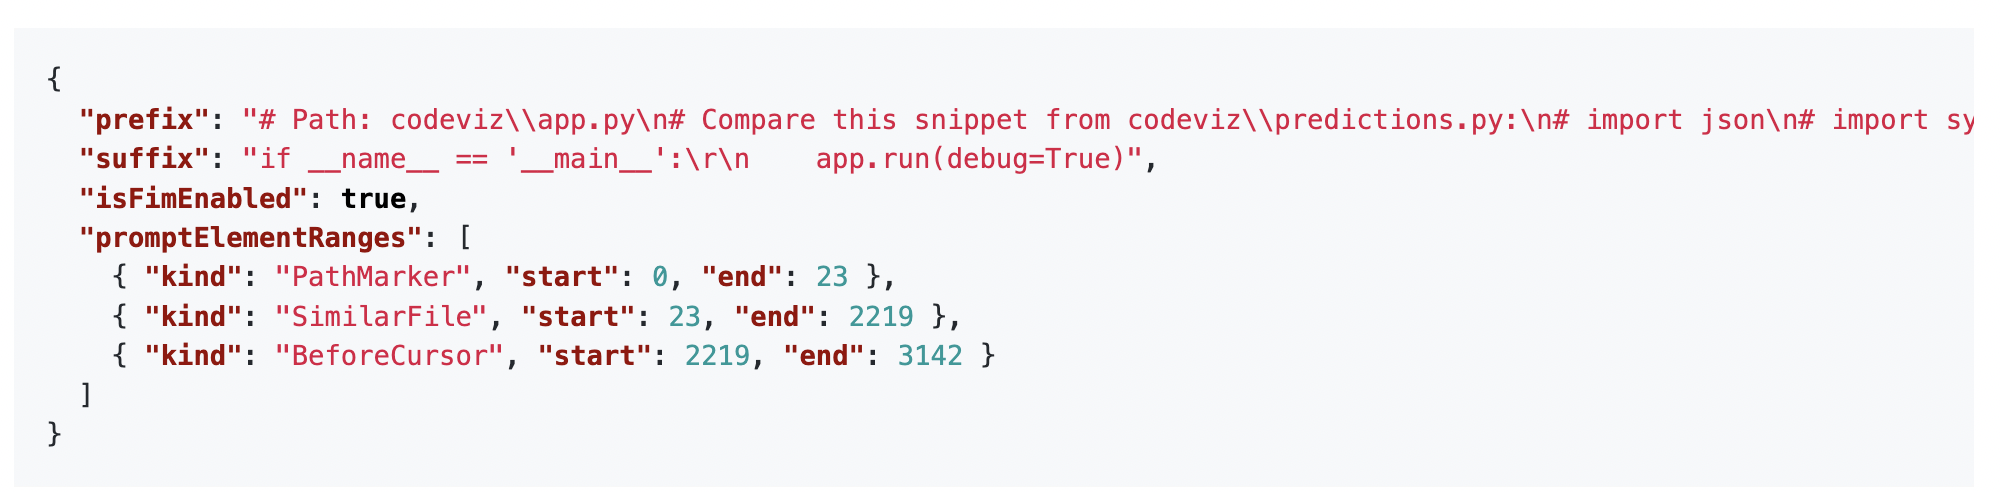 {
  "prefix": "# Path: codeviz\\app.py\n# Compare this snippet from codeviz\\predictions.py:\n# import json\n# import sy
  "suffix": "if __name__ == '__main__':\r\n    app.run(debug=True)",
  "isFimEnabled": true,
  "promptElementRanges": [
    { "kind": "PathMarker", "start": 0, "end": 23 },
    { "kind": "SimilarFile", "start": 23, "end": 2219 },
    { "kind": "BeforeCursor", "start": 2219, "end": 3142 }
  ]
}